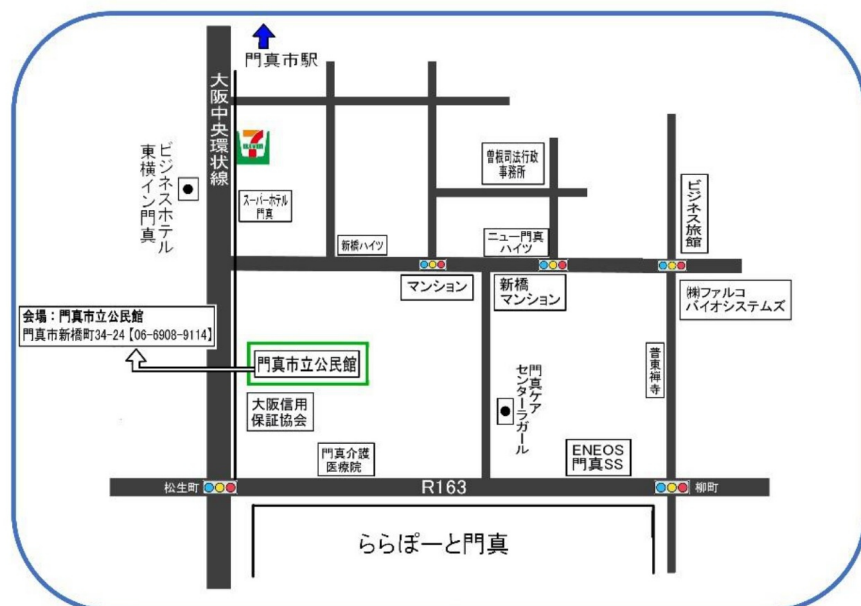 門真市駅
大阪中央環状線
ビジネスホテル
東横イン門真
7
ELEVEN
スーパーホテル
門真
新橋ハイツ
曽根司法行政
事務所
ニュー門真
ハイツ
ビジネス旅館
マンション
新橋
マンション
㈱ファルコ
バイオシステムズ
会場:門真市立公民館
門真市新橋町34-24【06-6908-9114】
門真市立公民館
大阪信用
保証協会
門真ケア
センターラガール
普東禅寺
門真介護
医療院
ENEOS
門真SS
松生町
R163
柳町
ららぽーと門真